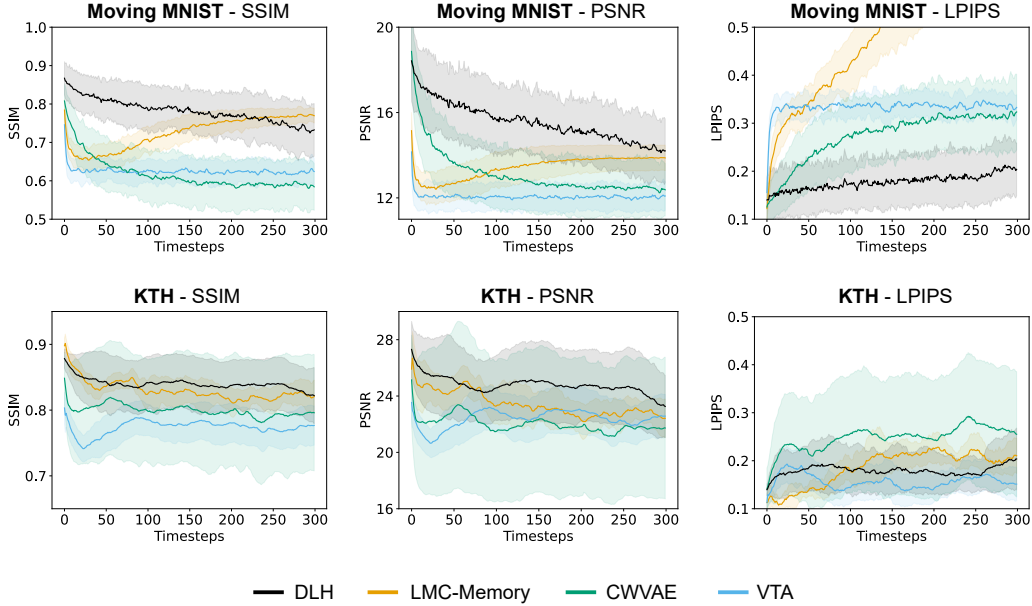 Moving MNIST - SSIM
1.0
0.9
0.8
0.7
0.6
0.5
SSIM
0 50 100 150 200 250 300
Timesteps
Moving MNIST - PSNR
20
16
12
PSNR
0 50 100 150 200 250 300
Timesteps
Moving MNIST - LPIPS
0.5
0.4
0.3
0.2
0.1
LPIPS
0 50 100 150 200 250 300
Timesteps
KTH - SSIM
0.9
0.8
0.7
SSIM
0 50 100 150 200 250 300
Timesteps
KTH - PSNR
28
24
20
16
PSNR
0 50 100 150 200 250 300
Timesteps
KTH - LPIPS
0.5
0.4
0.3
0.2
0.1
LPIPS
0 50 100 150 200 250 300
Timesteps
DLH LMC-Memory CWVAE VTA